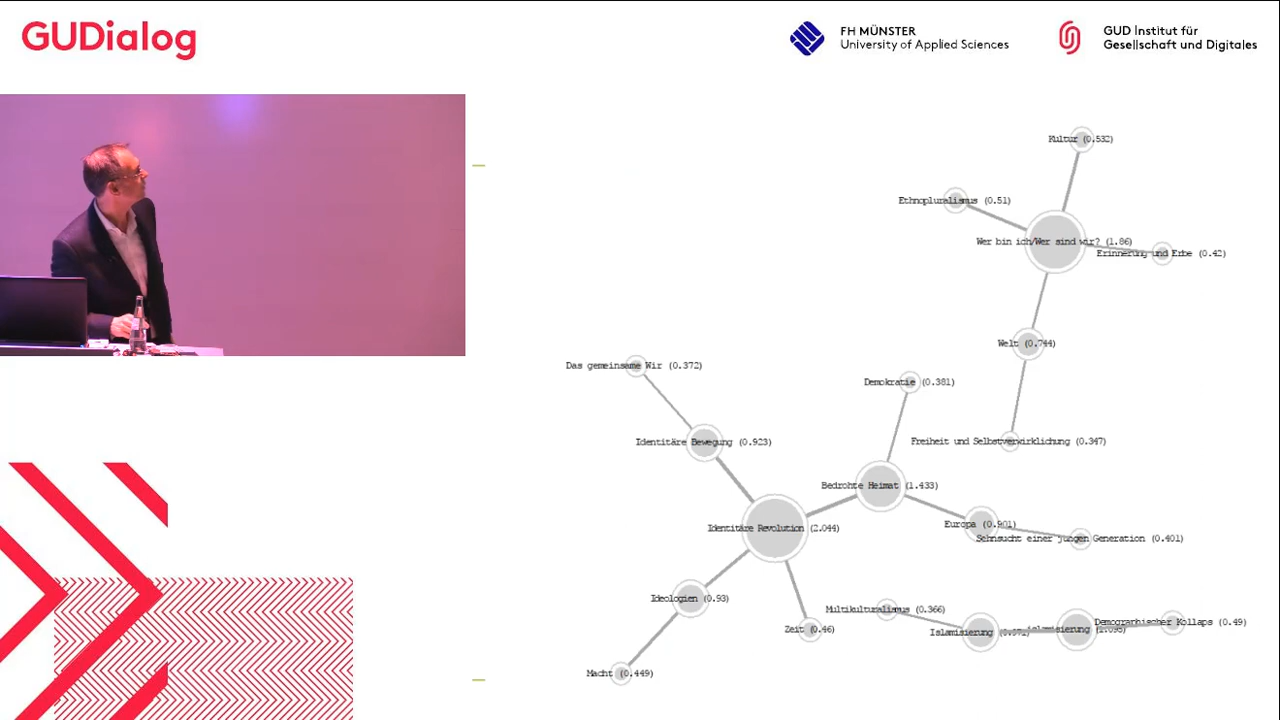 GUDialog
FH MÜNSTER
University of Applied Sciences
GUD Institut für
Gesellschaft und Digitales
Kultur (0.532)
Ethnopluralismus (0.51)
Wer bin ich/Wer sind wir? (1.86)
Erinnerung und Erbe (0.42)
Welt (0.744)
Das gemeinsame Wir (0.372)
Demokratie (0.381)
Identitäre Bewegung (0.923)
Freiheit und Selbstverwirklichung (0.347)
Bedrohte Heimat (1.433)
Identitäre Revolution (2.044)
Europa (0.901)
Sehnsucht einer jungen Generation (0.401)
Ideologien (0.93)
Multikulturalismus (0.366)
Zeit (0.46)
Islamisierung
Demographischer Kollaps (0.49)
Macht (0.449)